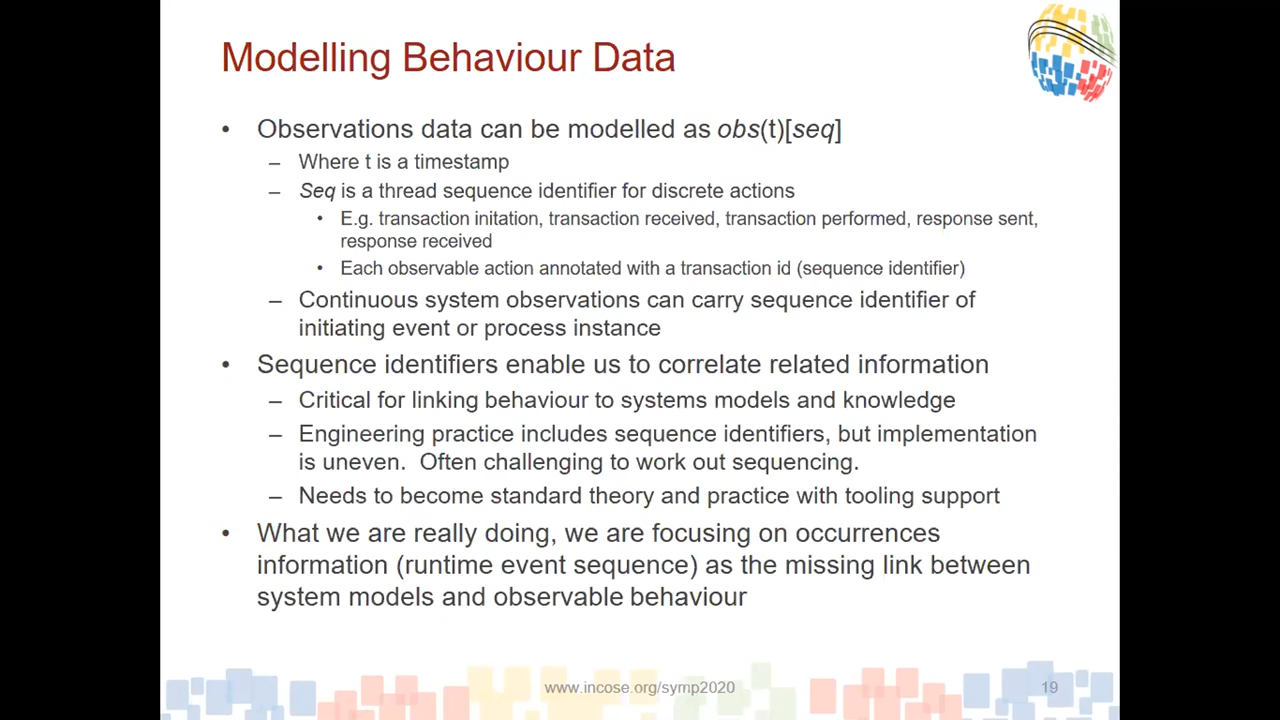 Modelling Behaviour Data
• Observations data can be modelled as obs(t)[seq]
– Where t is a timestamp
– Seq is a thread sequence identifier for discrete actions
• E.g. transaction initation, transaction received, transaction performed, response sent,
response received
• Each observable action annotated with a transaction id (sequence identifier)
– Continuous system observations can carry sequence identifier of
initiating event or process instance
• Sequence identifiers enable us to correlate related information
– Critical for linking behaviour to systems models and knowledge
– Engineering practice includes sequence identifiers, but implementation
is uneven. Often challenging to work out sequencing.
– Needs to become standard theory and practice with tooling support
• What we are really doing, we are focusing on occurrences
information (runtime event sequence) as the missing link between
system models and observable behaviour
www.incose.org/symp2020
19